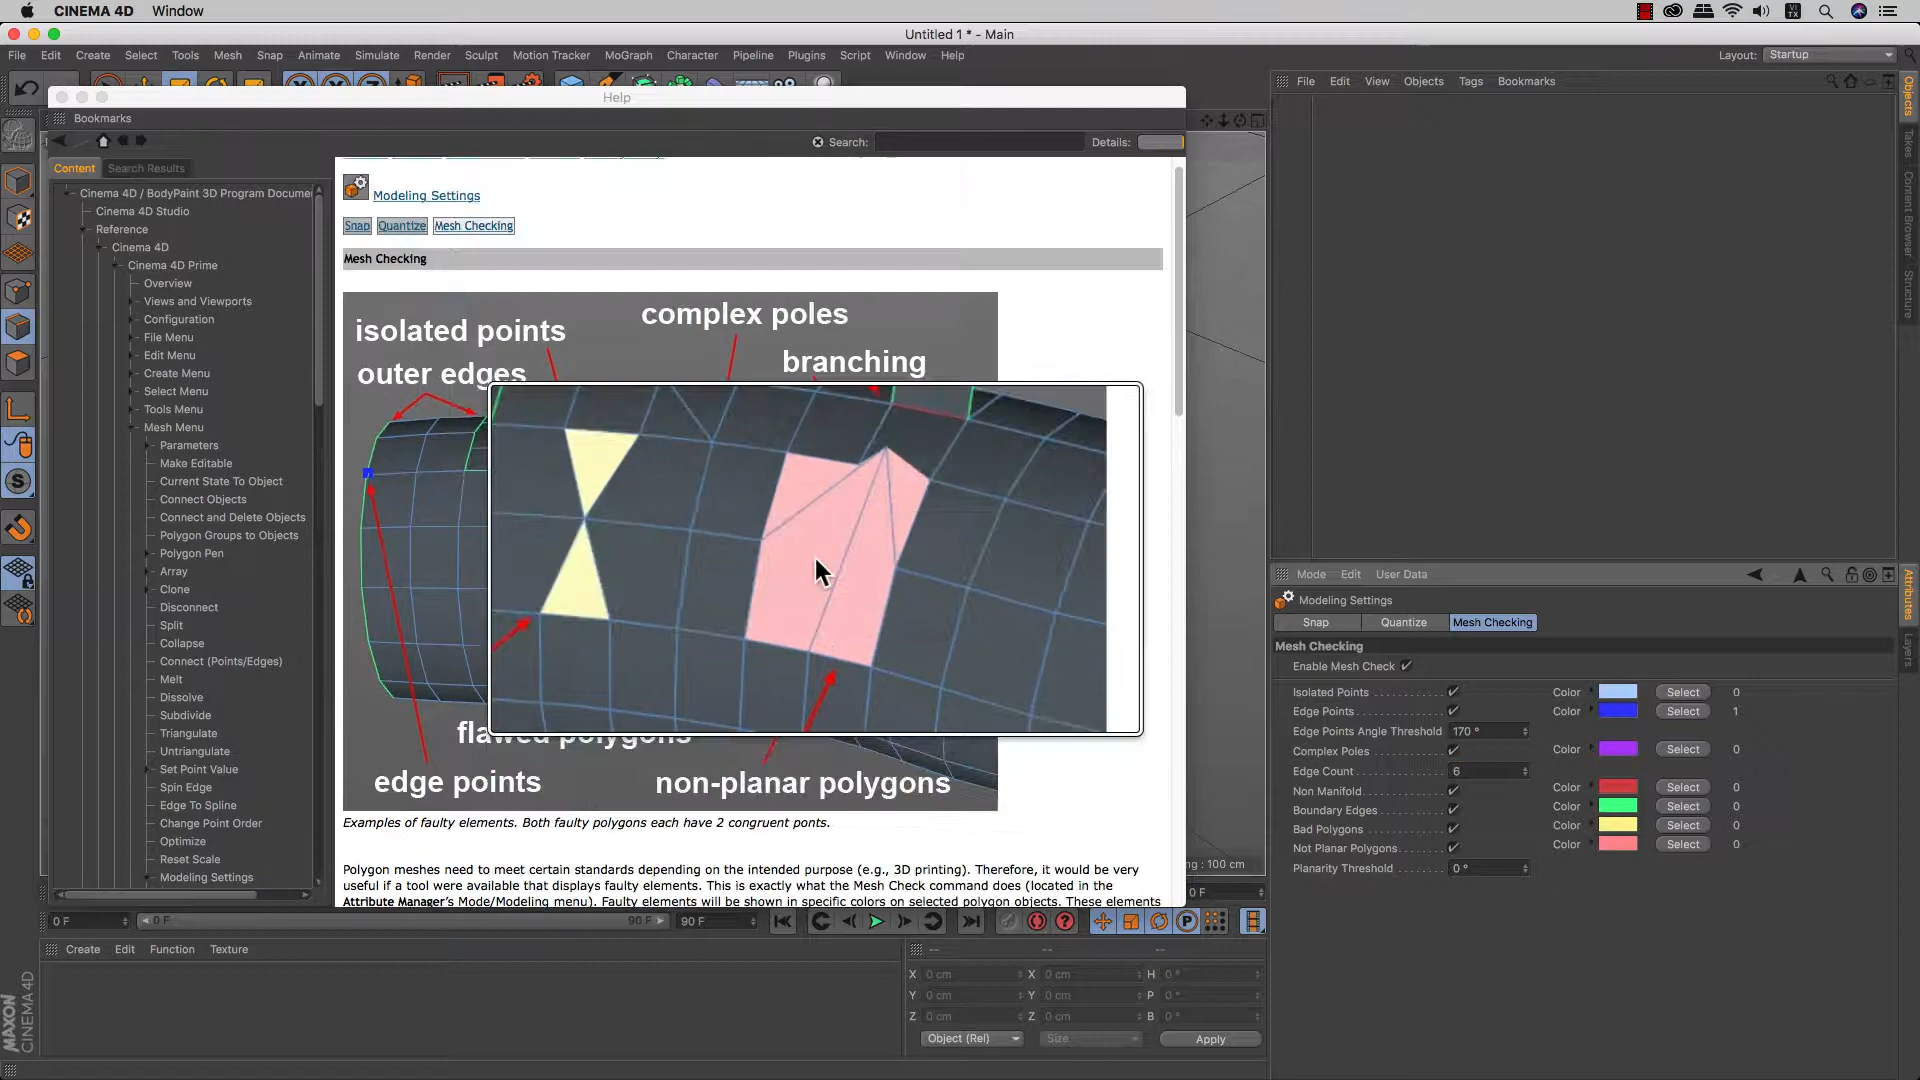 CINEMA 4D Window
Untitled 1 * - Main
File Edit Create Select Tools Mesh Snap Animate Simulate Render Sculpt Motion Tracker MoGraph Character Pipeline Plugins Script Window Help
Layout: Startup
Help
Bookmarks
Search:
Details:
Content Search Results
Cinema 4D / BodyPaint 3D Program Docume
Cinema 4D Studio
Reference
Cinema 4D
Cinema 4D Prime
Overview
Views and Viewports
Configuration
File Menu
Edit Menu
Create Menu
Select Menu
Tools Menu
Mesh Menu
Parameters
Make Editable
Current State To Object
Connect Objects
Connect and Delete Objects
Polygon Groups to Objects
Polygon Pen
Array
Clone
Disconnect
Split
Collapse
Connect (Points/Edges)
Melt
Dissolve
Subdivide
Triangulate
Untriangulate
Set Point Value
Spin Edge
Edge To Spline
Change Point Order
Optimize
Reset Scale
Modeling Settings
Modeling Settings
Snap Quantize Mesh Checking
Mesh Checking
isolated points
complex poles
outer edges
branching
flawed polygons
edge points
non-planar polygons
Examples of faulty elements. Both faulty polygons each have 2 congruent ponts.
Polygon meshes need to meet certain standards depending on the intended purpose (e.g., 3D printing). Therefore, it would be very
useful if a tool were available that displays faulty elements. This is exactly what the Mesh Check command does (located in the
Attribute Manager's Mode/Modeling menu). Faulty elements will be shown in specific colors on selected polygon objects. These elements
ng : 100 cm
File Edit View Objects Tags Bookmarks
Objects
Takes
Content Browser
Structure
Mode Edit User Data
Attributes
Layers
Modeling Settings
Snap Quantize Mesh Checking
Mesh Checking
Enable Mesh Check
Isolated Points Color Select 0
Edge Points Color Select 1
Edge Points Angle Threshold 170 °
Complex Poles Color Select 0
Edge Count 6
Non Manifold Color Select 0
Boundary Edges Color Select 0
Bad Polygons Color Select 0
Not Planar Polygons Color Select 0
Planarity Threshold 0 °
0 F
0 F 0 F 90 F 90 F
Create Edit Function Texture
-- -- --
X 0 cm X 0 cm H 0 °
Y 0 cm Y 0 cm P 0 °
Z 0 cm Z 0 cm B 0 °
Object (Rel) Size Apply
MAXON
CINEMA 4D